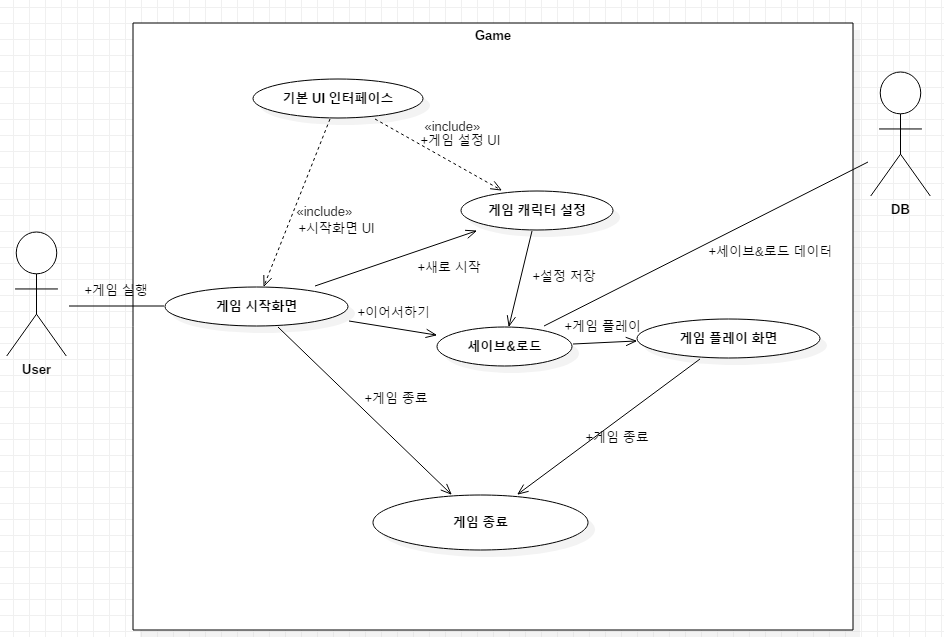 Game
기본 UI 인터페이스
«include»
+게임 설정 UI
게임 캐릭터 설정
DB
«include»
+시작화면 UI
+새로 시작
+설정 저장
+세이브&로드 데이터
+게임 실행
게임 시작화면
+이어서하기
세이브&로드
+게임 플레이
게임 플레이 화면
User
+게임 종료
+게임 종료
게임 종료